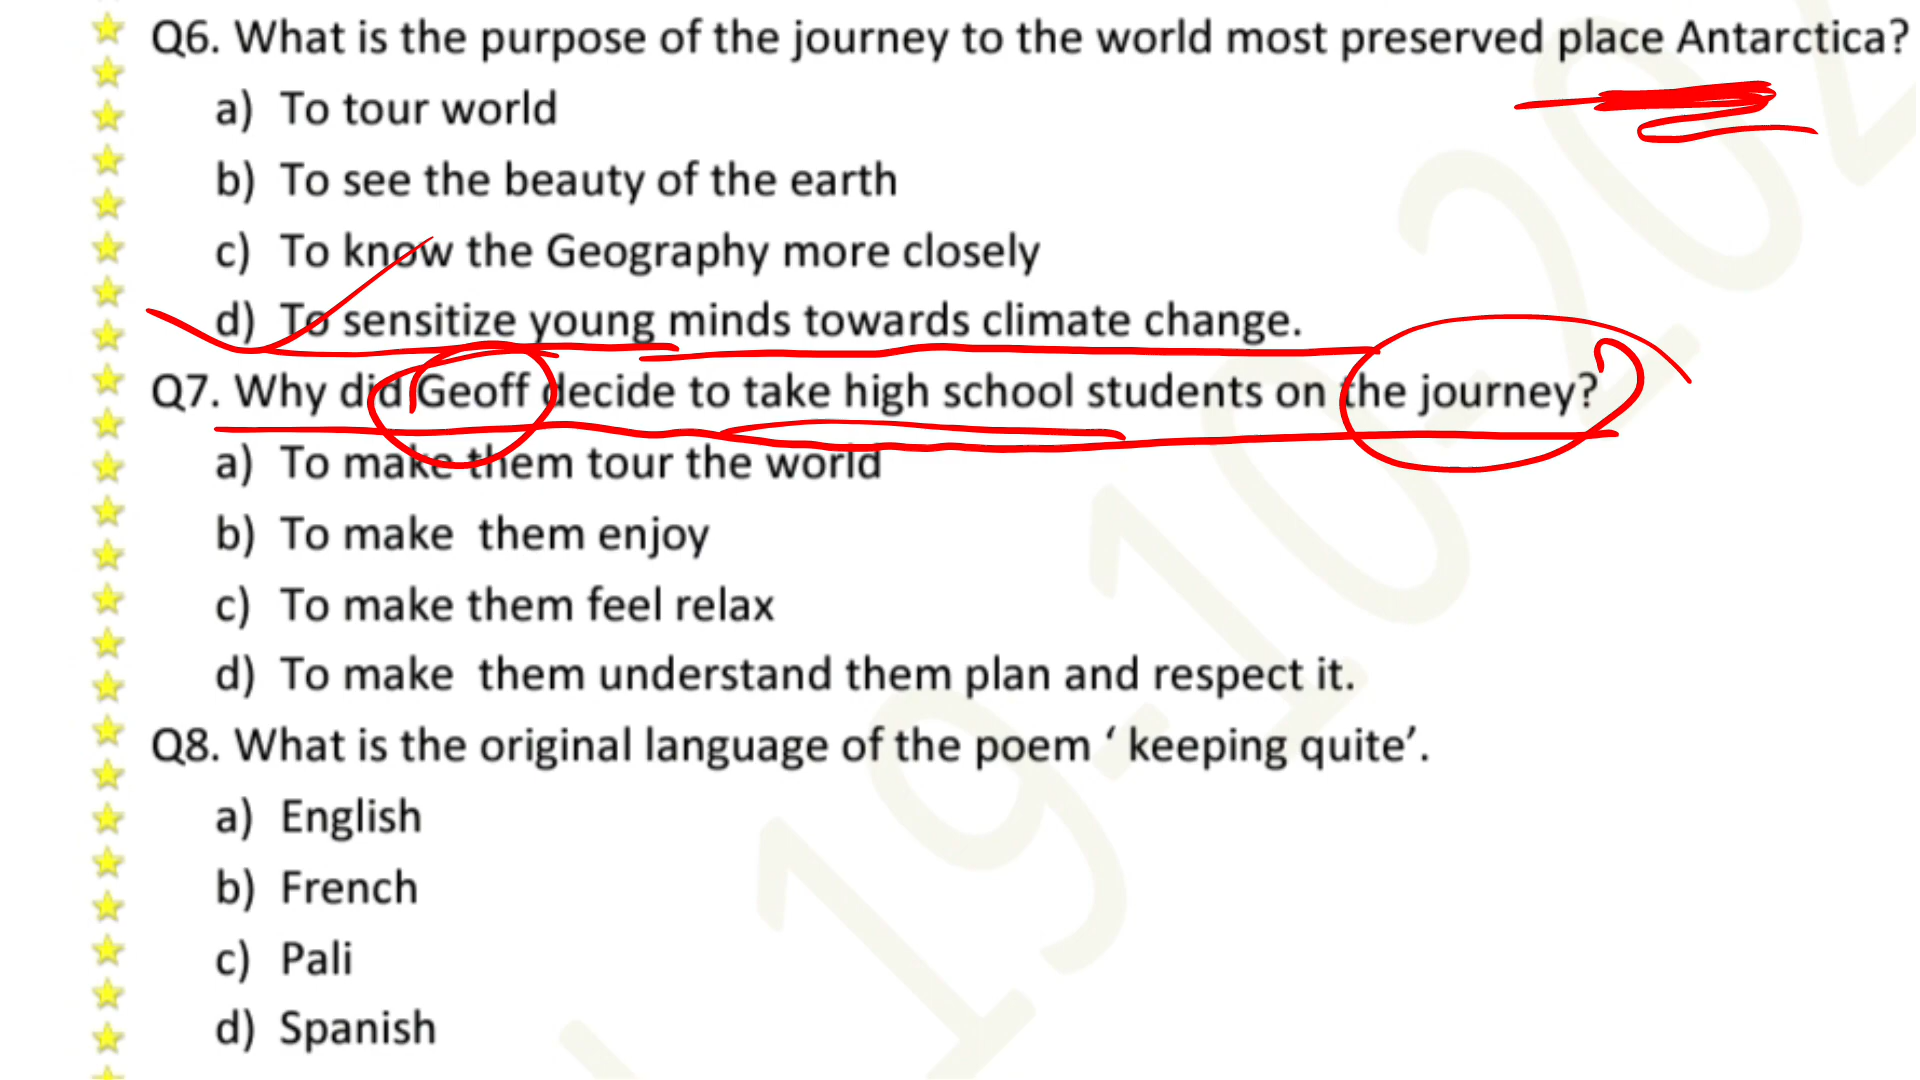 Q6. What is the purpose of the journey to the world most preserved place Antarctica?
a) To tour world
b) To see the beauty of the earth
c) To know the Geography more closely
d) To sensitize young minds towards climate change.
Q7. Why did Geoff decide to take high school students on the journey?
a) To make them tour the world
b) To make them enjoy
c) To make them feel relax
d) To make them understand them plan and respect it.
Q8. What is the original language of the poem ‘ keeping quite’.
a) English
b) French
c) Pali
d) Spanish